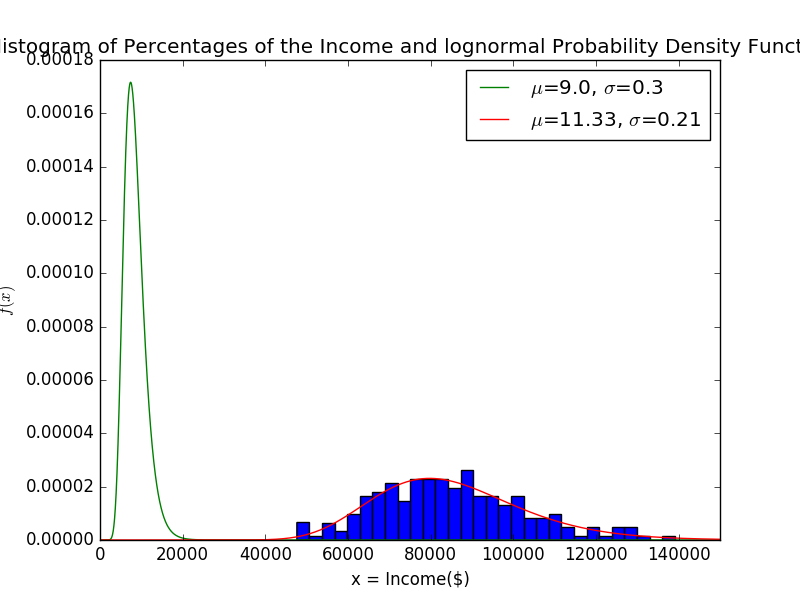 Histogram of Percentages of the Income and lognormal Probability Density Funct
μ=9.0, σ=0.3
μ=11.33, σ=0.21
0.00018
0.00016
0.00014
0.00012
0.00010
0.00008
0.00006
0.00004
0.00002
0.00000
f(x)
0 20000 40000 60000 80000 100000 120000 140000
x = Income($)